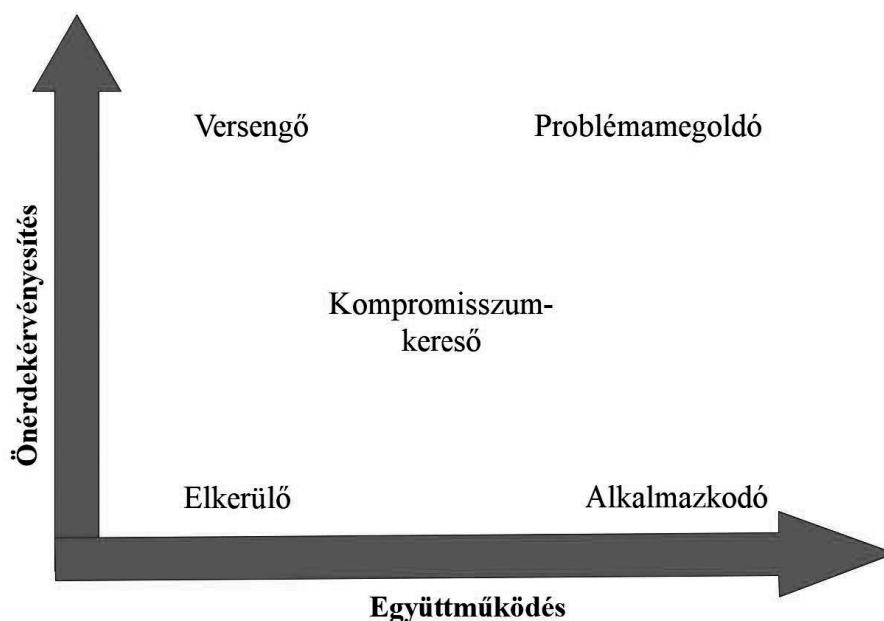 Versengő
Problémamegoldó
Önérdekérvényesítés
Kompromisszum-
kereső
Elkerülő
Alkalmazkodó
Együttműködés